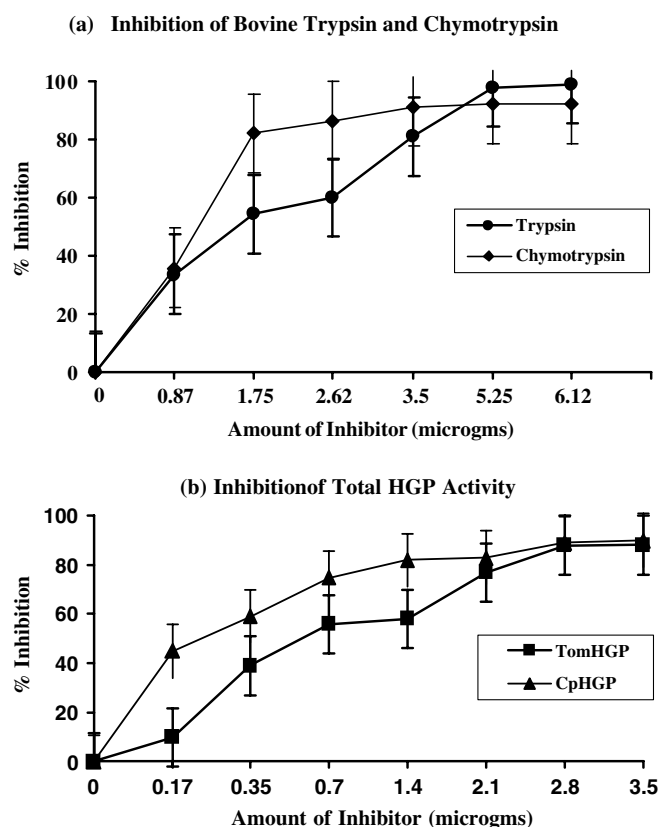 (a) Inhibition of Bovine Trypsin and Chymotrypsin
100
80
60
40
20
0
% Inhibition
Trypsin
Chymotrypsin
0 0.87 1.75 2.62 3.5 5.25 6.12
Amount of Inhibitor (microgms)
(b) Inhibitionof Total HGP Activity
100
80
60
40
20
0
% Inhibition
TomHGP
CpHGP
0 0.17 0.35 0.7 1.4 2.1 2.8 3.5
Amount of Inhibitor (microgms)